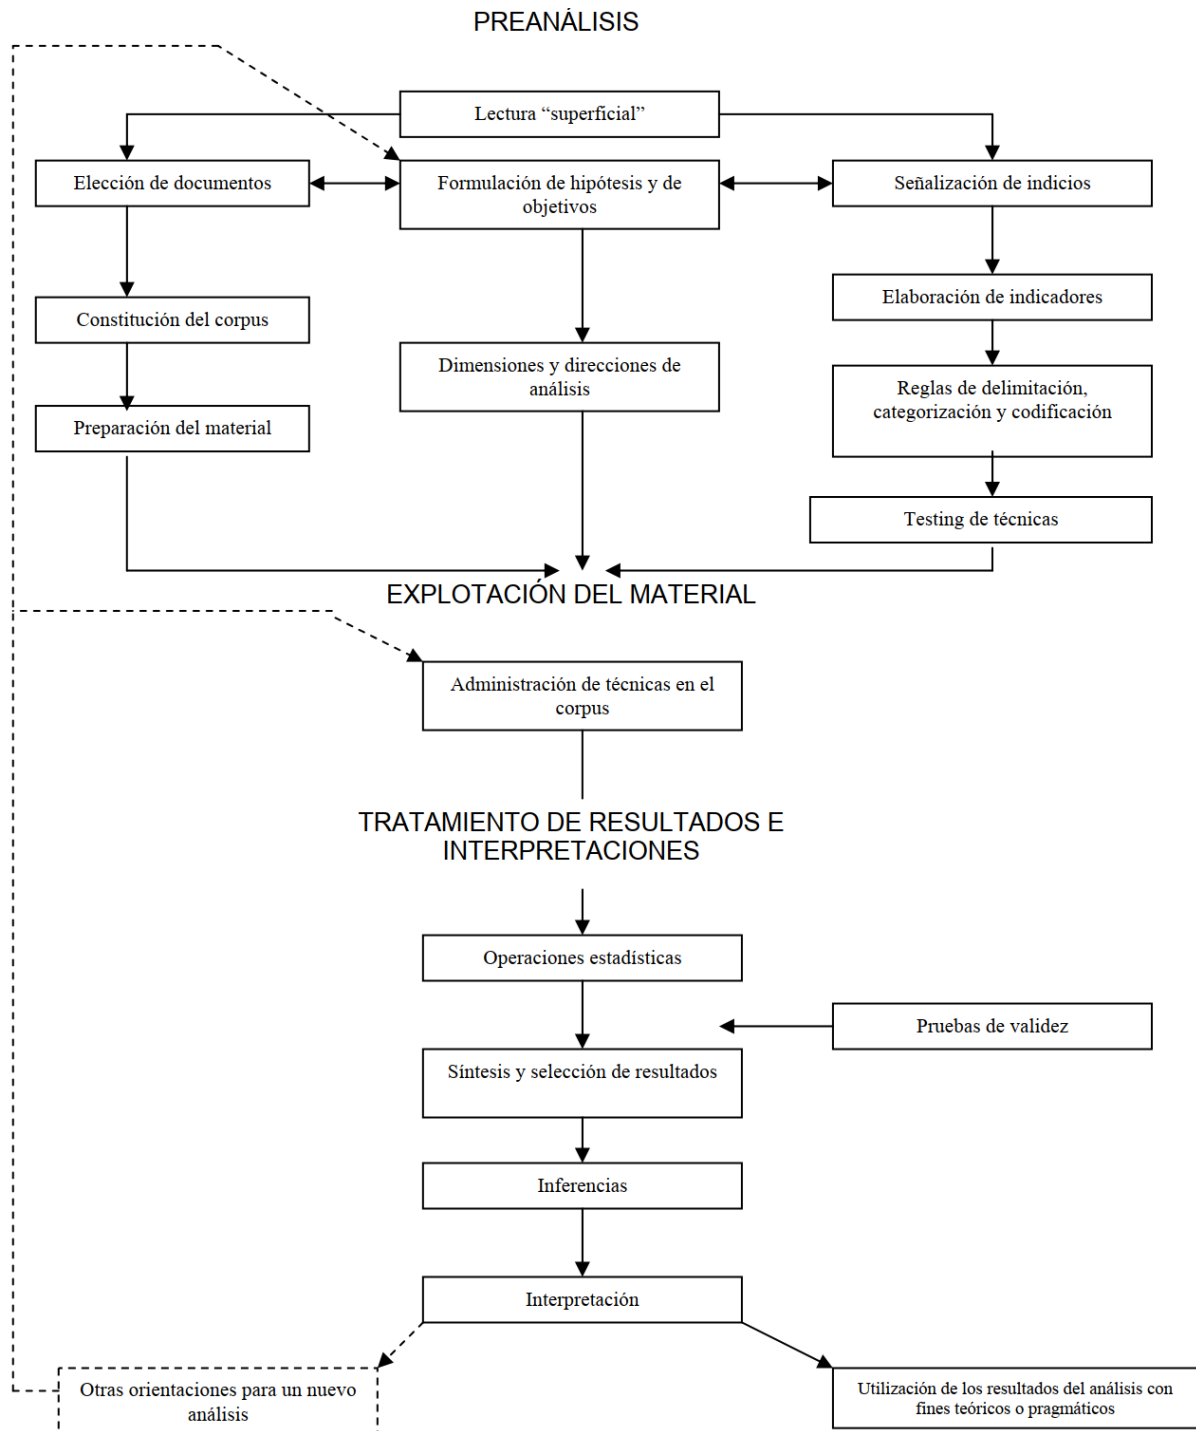 PREANÁLISIS
Lectura “superficial”
Elección de documentos
Formulación de hipótesis y de
objetivos
Señalización de indicios
Constitución del corpus
Elaboración de indicadores
Dimensiones y direcciones de
análisis
Reglas de delimitación,
categorización y codificación
Preparación del material
Testing de técnicas
EXPLOTACIÓN DEL MATERIAL
Administración de técnicas en el
corpus
TRATAMIENTO DE RESULTADOS E
INTERPRETACIONES
Operaciones estadísticas
Pruebas de validez
Síntesis y selección de resultados
Inferencias
Interpretación
Otras orientaciones para un nuevo
análisis
Utilización de los resultados del análisis con
fines teóricos o pragmáticos